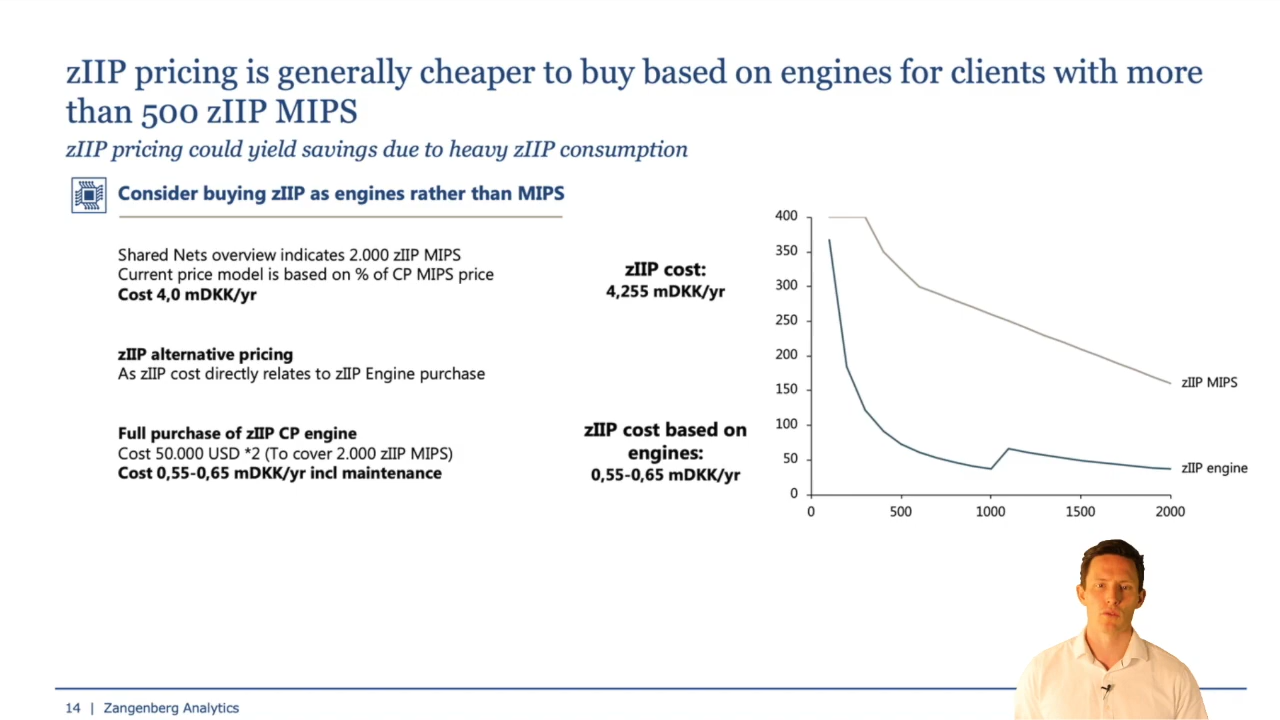 zIIP pricing is generally cheaper to buy based on engines for clients with more
than 500 zIIP MIPS
zIIP pricing could yield savings due to heavy zIIP consumption
Consider buying zIIP as engines rather than MIPS
Shared Nets overview indicates 2.000 zIIP MIPS
Current price model is based on % of CP MIPS price
Cost 4,0 mDKK/yr
zIIP cost:
4,255 mDKK/yr
zIIP alternative pricing
As zIIP cost directly relates to zIIP Engine purchase
Full purchase of zIIP CP engine
Cost 50.000 USD *2 (To cover 2.000 zIIP MIPS)
Cost 0,55-0,65 mDKK/yr incl maintenance
zIIP cost based on
engines:
0,55-0,65 mDKK/yr
400
350
300
250
200
150
100
50
0
0 500 1000 1500 2000
zIIP MIPS
zIIP engine
14 | Zangenberg Analytics